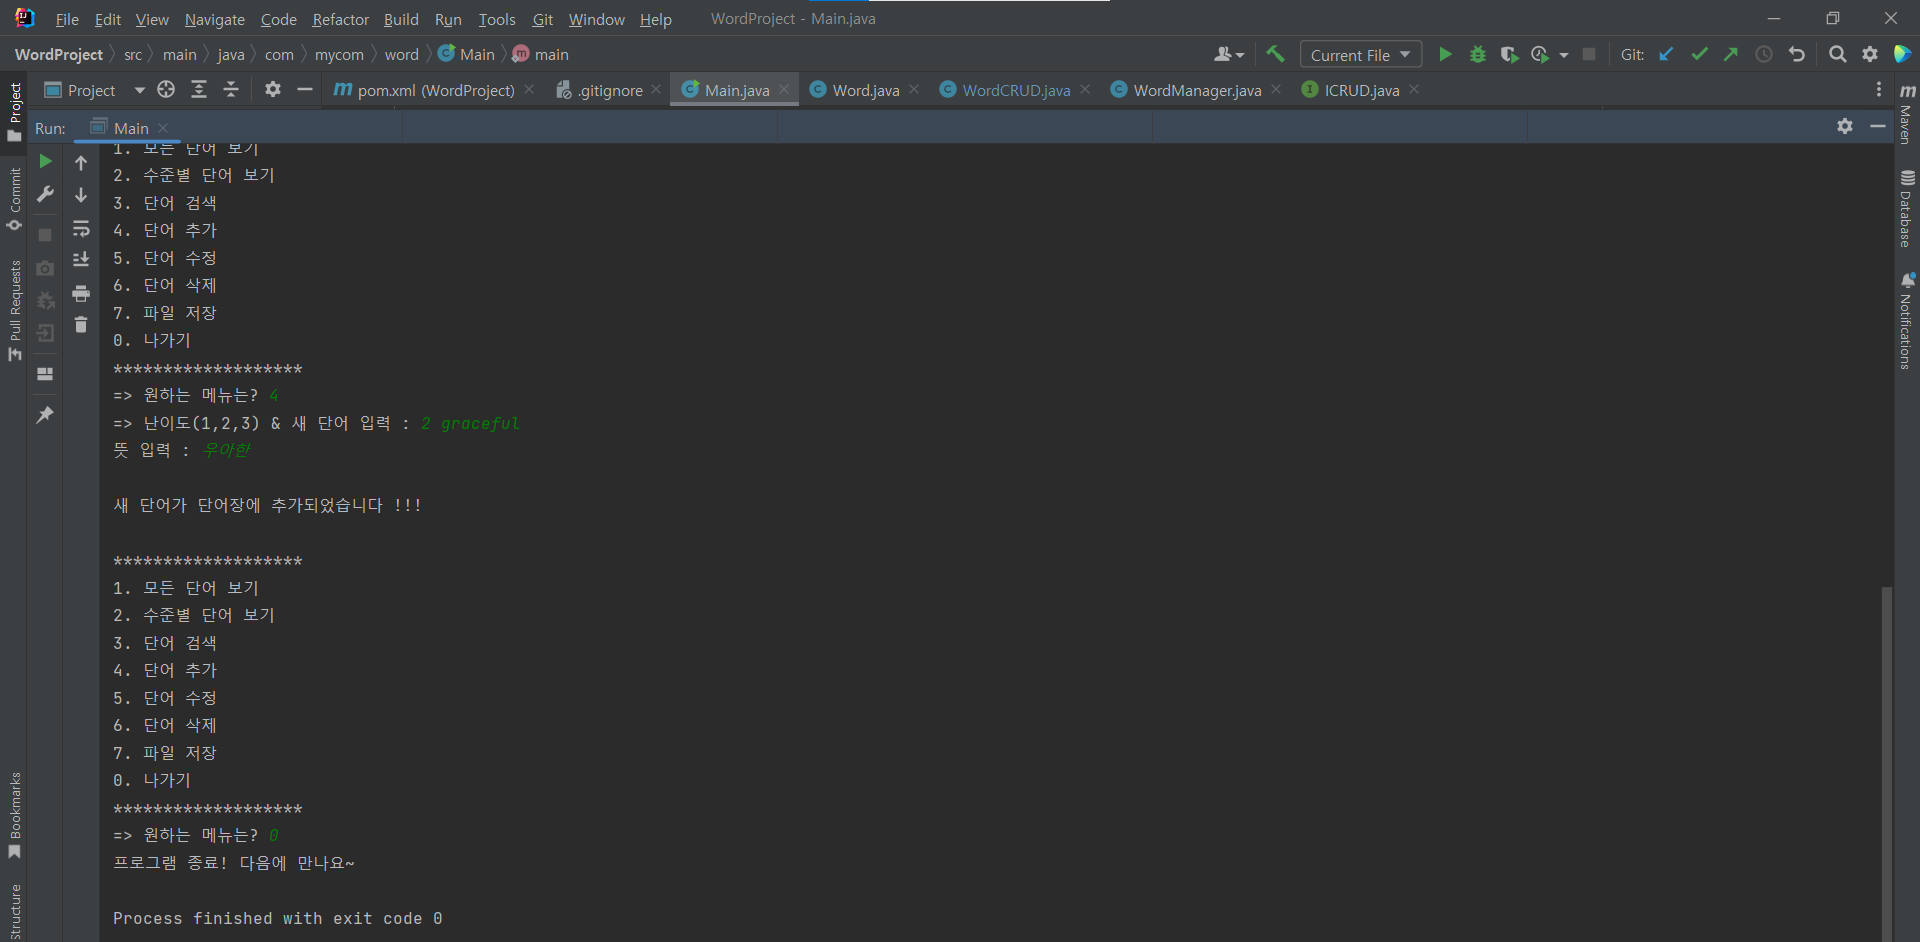 File Edit View Navigate Code Refactor Build Run Tools Git Window Help WordProject - Main.java
WordProject src main java com mycom word Main main Current File Git:
Project pom.xml (WordProject) .gitignore Main.java Word.java WordCRUD.java WordManager.java ICRUD.java
Run: Main
1. 모든 단어 보기
2. 수준별 단어 보기
3. 단어 검색
4. 단어 추가
5. 단어 수정
6. 단어 삭제
7. 파일 저장
0. 나가기
*******************
=> 원하는 메뉴는? 4
=> 난이도(1,2,3) & 새 단어 입력 : 2 graceful
뜻 입력 : 우아한
새 단어가 단어장에 추가되었습니다 !!!
*******************
1. 모든 단어 보기
2. 수준별 단어 보기
3. 단어 검색
4. 단어 추가
5. 단어 수정
6. 단어 삭제
7. 파일 저장
0. 나가기
*******************
=> 원하는 메뉴는? 0
프로그램 종료! 다음에 만나요~
Process finished with exit code 0
Project
Commit
Pull Requests
Bookmarks
Structure
Maven
Database
Notifications